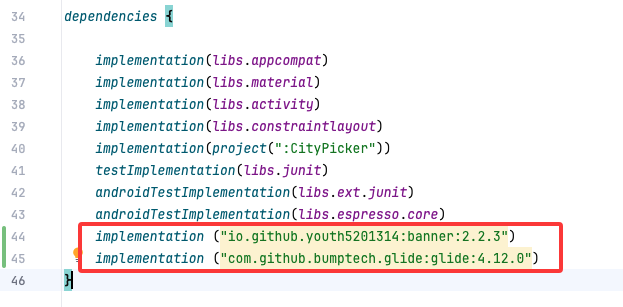 34 dependencies {
35
36 implementation(libs.appcompat)
37 implementation(libs.material)
38 implementation(libs.activity)
39 implementation(libs.constraintlayout)
40 implementation(project(":CityPicker"))
41 testImplementation(libs.junit)
42 androidTestImplementation(libs.ext.junit)
43 androidTestImplementation(libs.espresso.core)
44 implementation ("io.github.youth5201314:banner:2.2.3")
45 implementation ("com.github.bumptech.glide:glide:4.12.0")
46 }